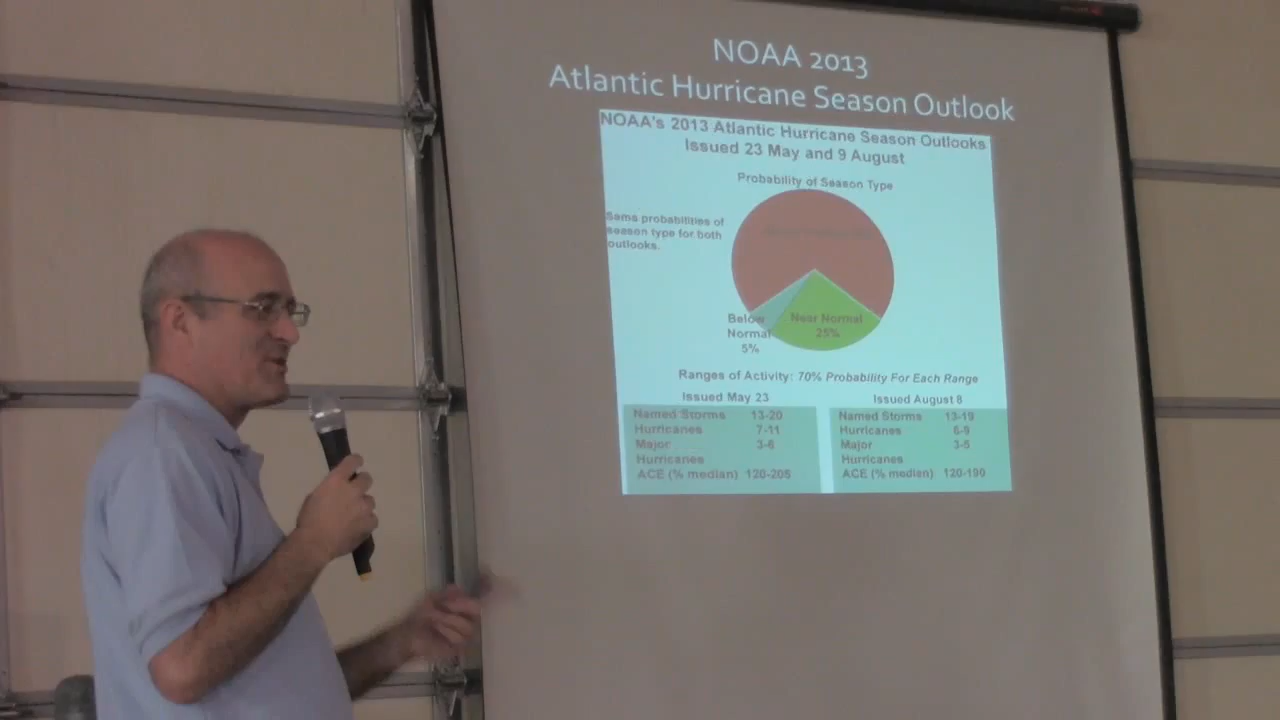 NOAA 2013
Atlantic Hurricane Season Outlook
NOAA's 2013 Atlantic Hurricane Season Outlooks
Issued 23 May and 9 August
Probability of Season Type
Same probabilities of
season type for both
outlooks.
Below
Normal
5%
Near Normal
25%
Ranges of Activity: 70% Probability For Each Range
Issued May 23
Named Storms 13-20
Hurricanes 7-11
Major 3-6
Hurricanes
ACE (% median) 120-205
Issued August 8
Named Storms 13-19
Hurricanes 6-9
Major 3-5
Hurricanes
ACE (% median) 120-190